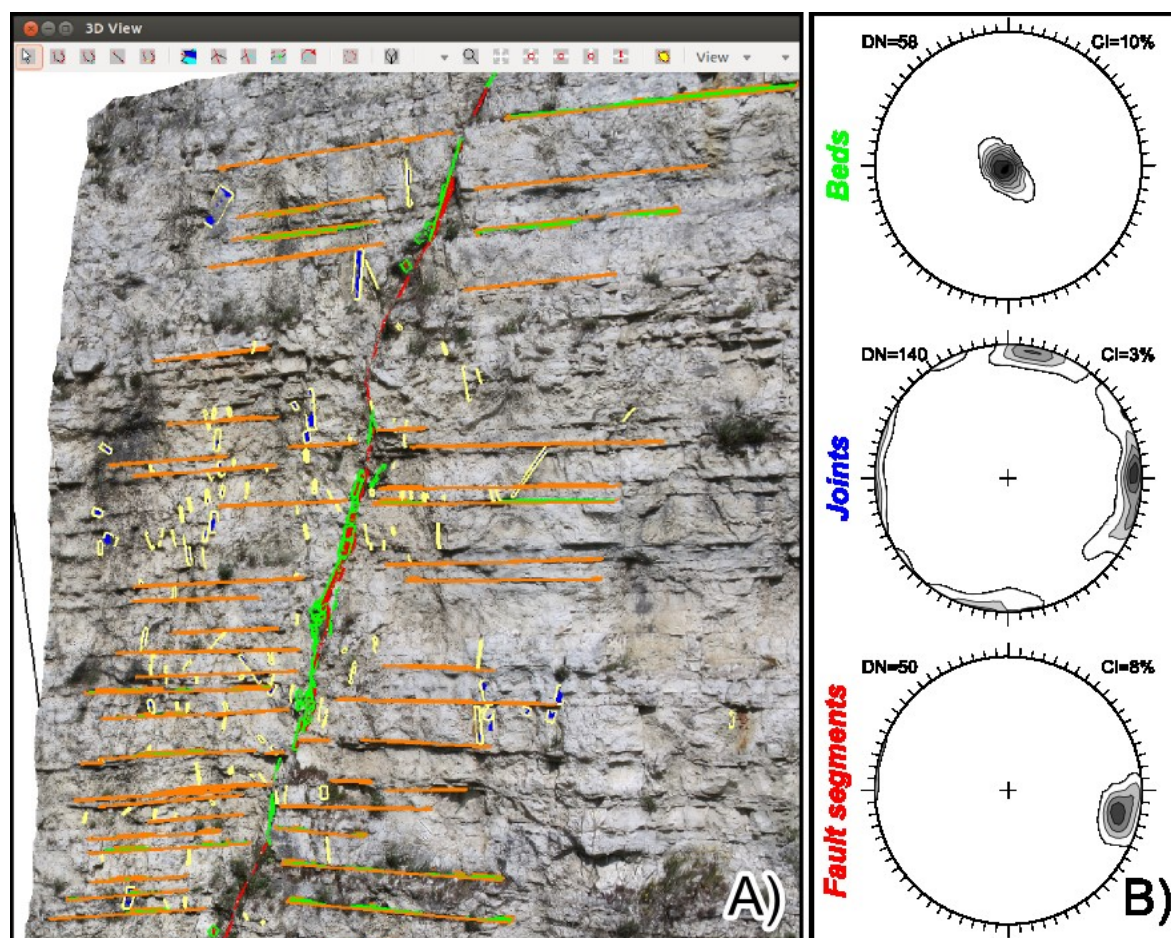 3D View
View
A)
DN=58
CI=10%
Beds
DN=140
CI=3%
Joints
DN=50
CI=8%
Fault segments
B)